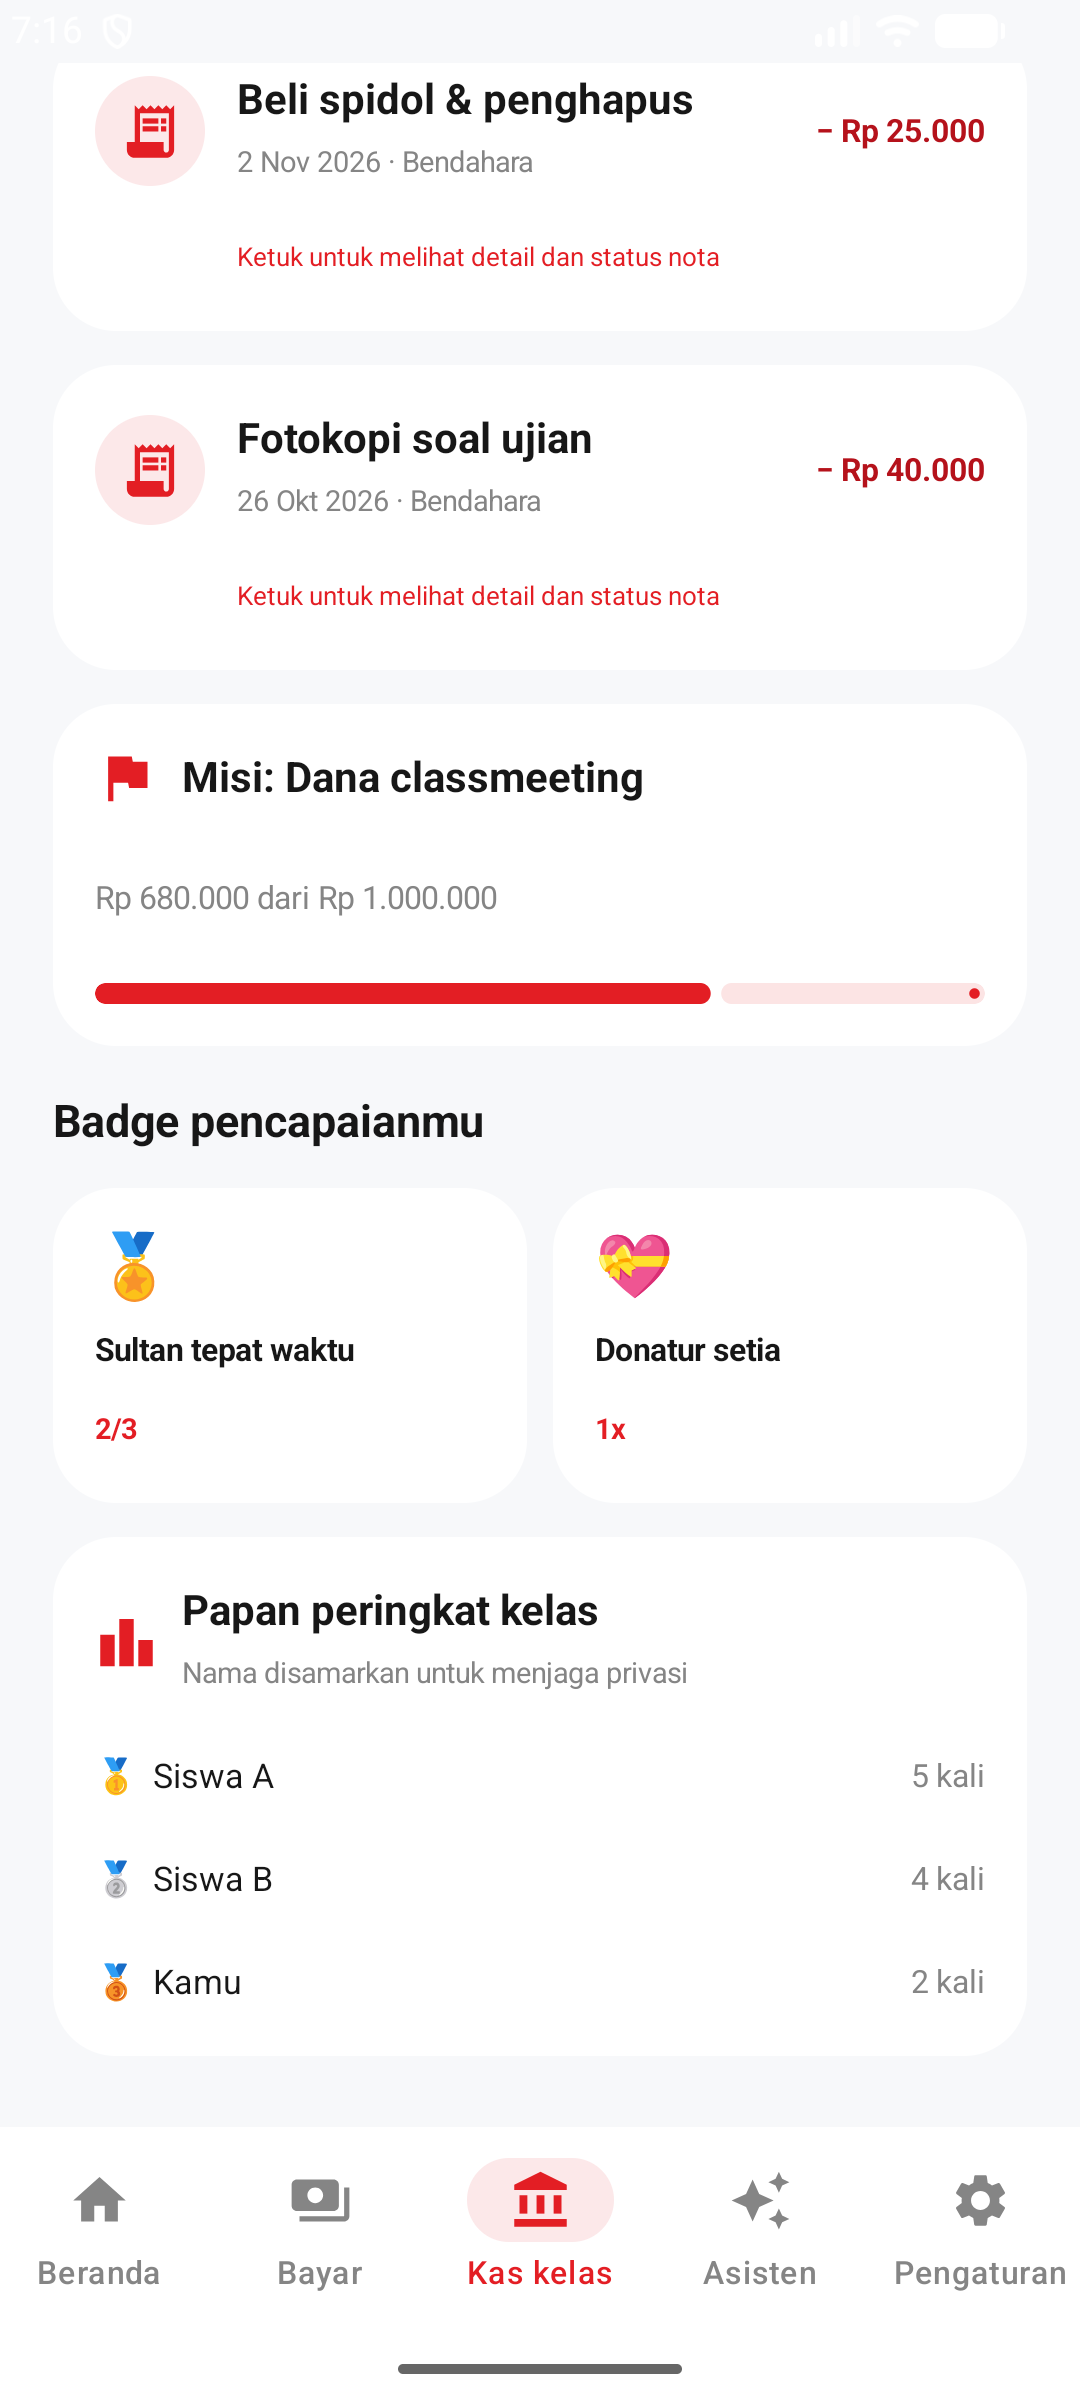 7:16
Beli spidol & penghapus
2 Nov 2026 · Bendahara
− Rp 25.000
Ketuk untuk melihat detail dan status nota
Fotokopi soal ujian
26 Okt 2026 · Bendahara
− Rp 40.000
Ketuk untuk melihat detail dan status nota
Misi: Dana classmeeting
Rp 680.000 dari Rp 1.000.000
Badge pencapaianmu
Sultan tepat waktu
2/3
Donatur setia
1x
Papan peringkat kelas
Nama disamarkan untuk menjaga privasi
🥇 Siswa A 5 kali
🥈 Siswa B 4 kali
🥉 Kamu 2 kali
Beranda Bayar Kas kelas Asisten Pengaturan